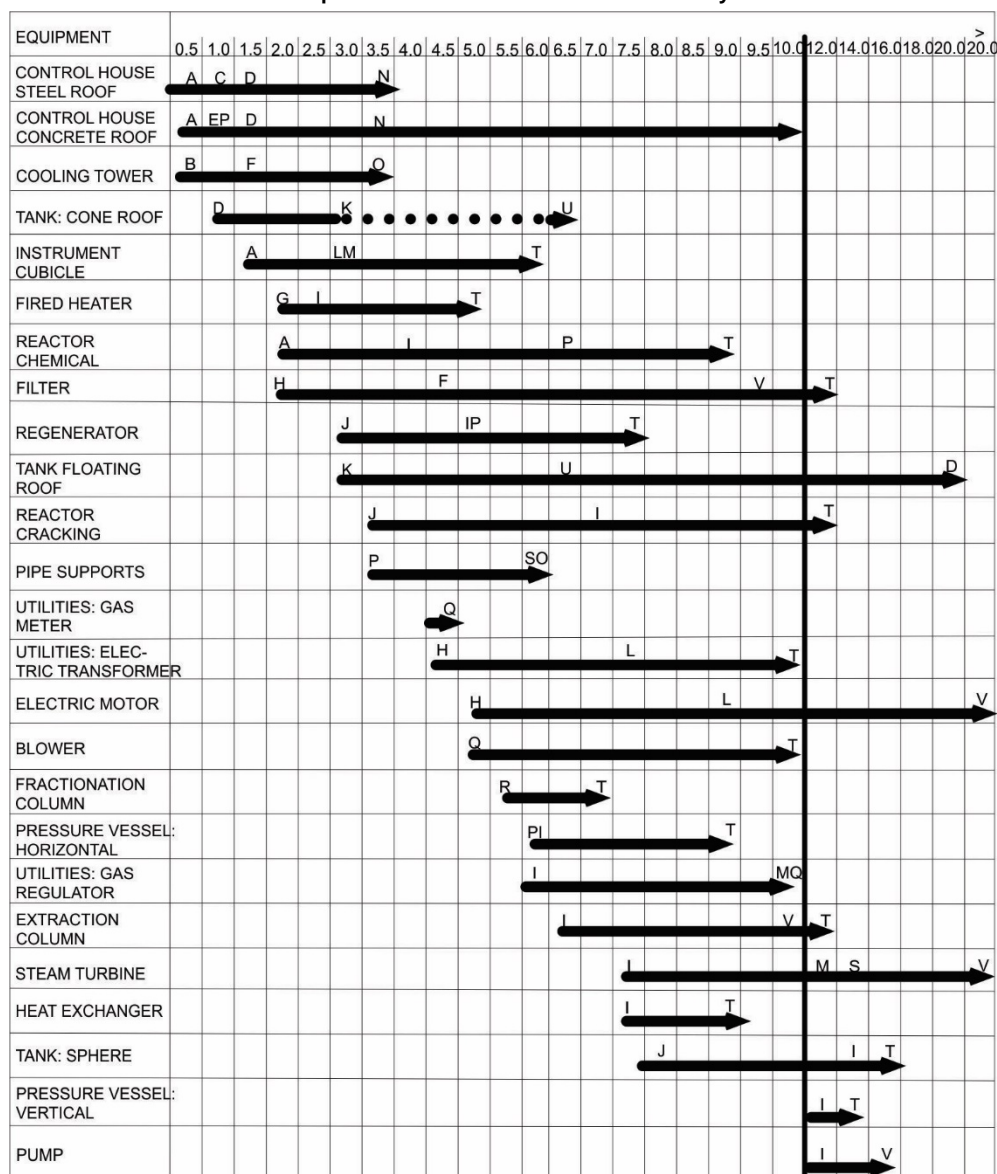 EQUIPMENT
0.5 1.0 1.5 2.0 2.5 3.0 3.5 4.0 4.5 5.0 5.5 6.0 6.5 7.0 7.5 8.0 8.5 9.0 9.5 10.0 12.0 14.0 16.0 18.0 20.0 > 20.0
CONTROL HOUSE
STEEL ROOF
A C D N
CONTROL HOUSE
CONCRETE ROOF
A EP D N
COOLING TOWER
B F O
TANK: CONE ROOF
D K U
INSTRUMENT
CUBICLE
A LM T
FIRED HEATER
G I T
REACTOR
CHEMICAL
A I P T
FILTER
H F V T
REGENERATOR
J IP T
TANK FLOATING
ROOF
K U D
REACTOR
CRACKING
J I T
PIPE SUPPORTS
P SO
UTILITIES: GAS
METER
Q
UTILITIES: ELEC-
TRIC TRANSFORMER
H L T
ELECTRIC MOTOR
H L V
BLOWER
Q T
FRACTIONATION
COLUMN
R T
PRESSURE VESSEL:
HORIZONTAL
PI T
UTILITIES: GAS
REGULATOR
I MQ
EXTRACTION
COLUMN
I V T
STEAM TURBINE
I M S V
HEAT EXCHANGER
I T
TANK: SPHERE
J I T
PRESSURE VESSEL:
VERTICAL
I T
PUMP
I V